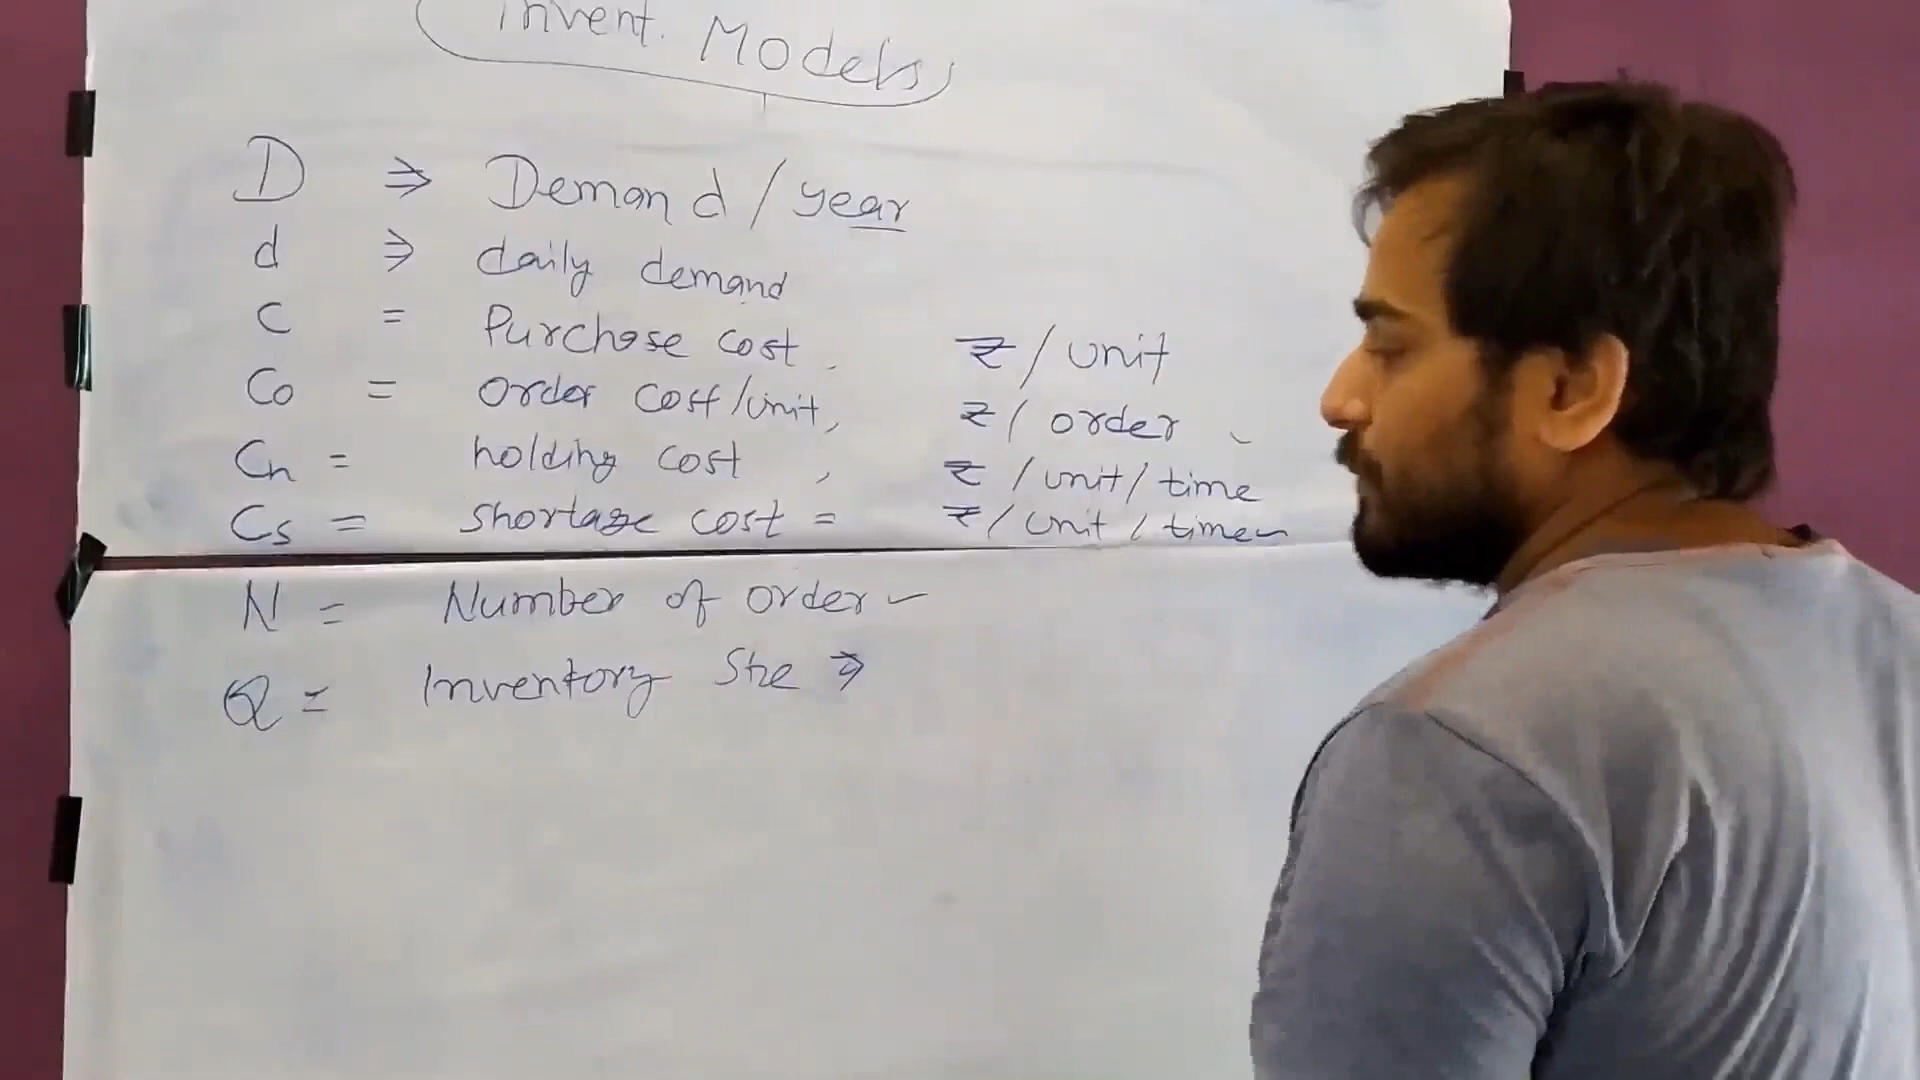 Invent. Models
D ⇒ Demand / year
d ⇒ daily demand
C = Purchase cost, ₹ / unit
Co = order cost/unit, ₹ / order
Ch = holding cost, ₹ / unit / time
Cs = shortage cost = ₹ / unit / time
N = Number of order
Q = Inventory Size ⇒